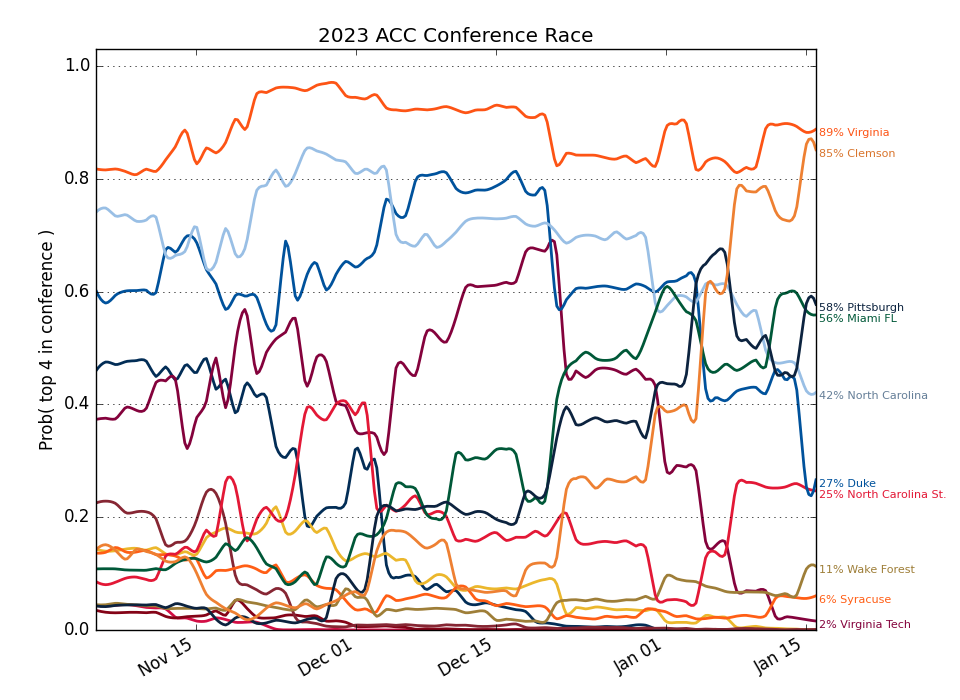 2023 ACC Conference Race
Prob( top 4 in conference )
1.0
0.8
0.6
0.4
0.2
0.0
Nov 15
Dec 01
Dec 15
Jan 01
Jan 15
89% Virginia
85% Clemson
58% Pittsburgh
56% Miami FL
42% North Carolina
27% Duke
25% North Carolina St.
11% Wake Forest
6% Syracuse
2% Virginia Tech